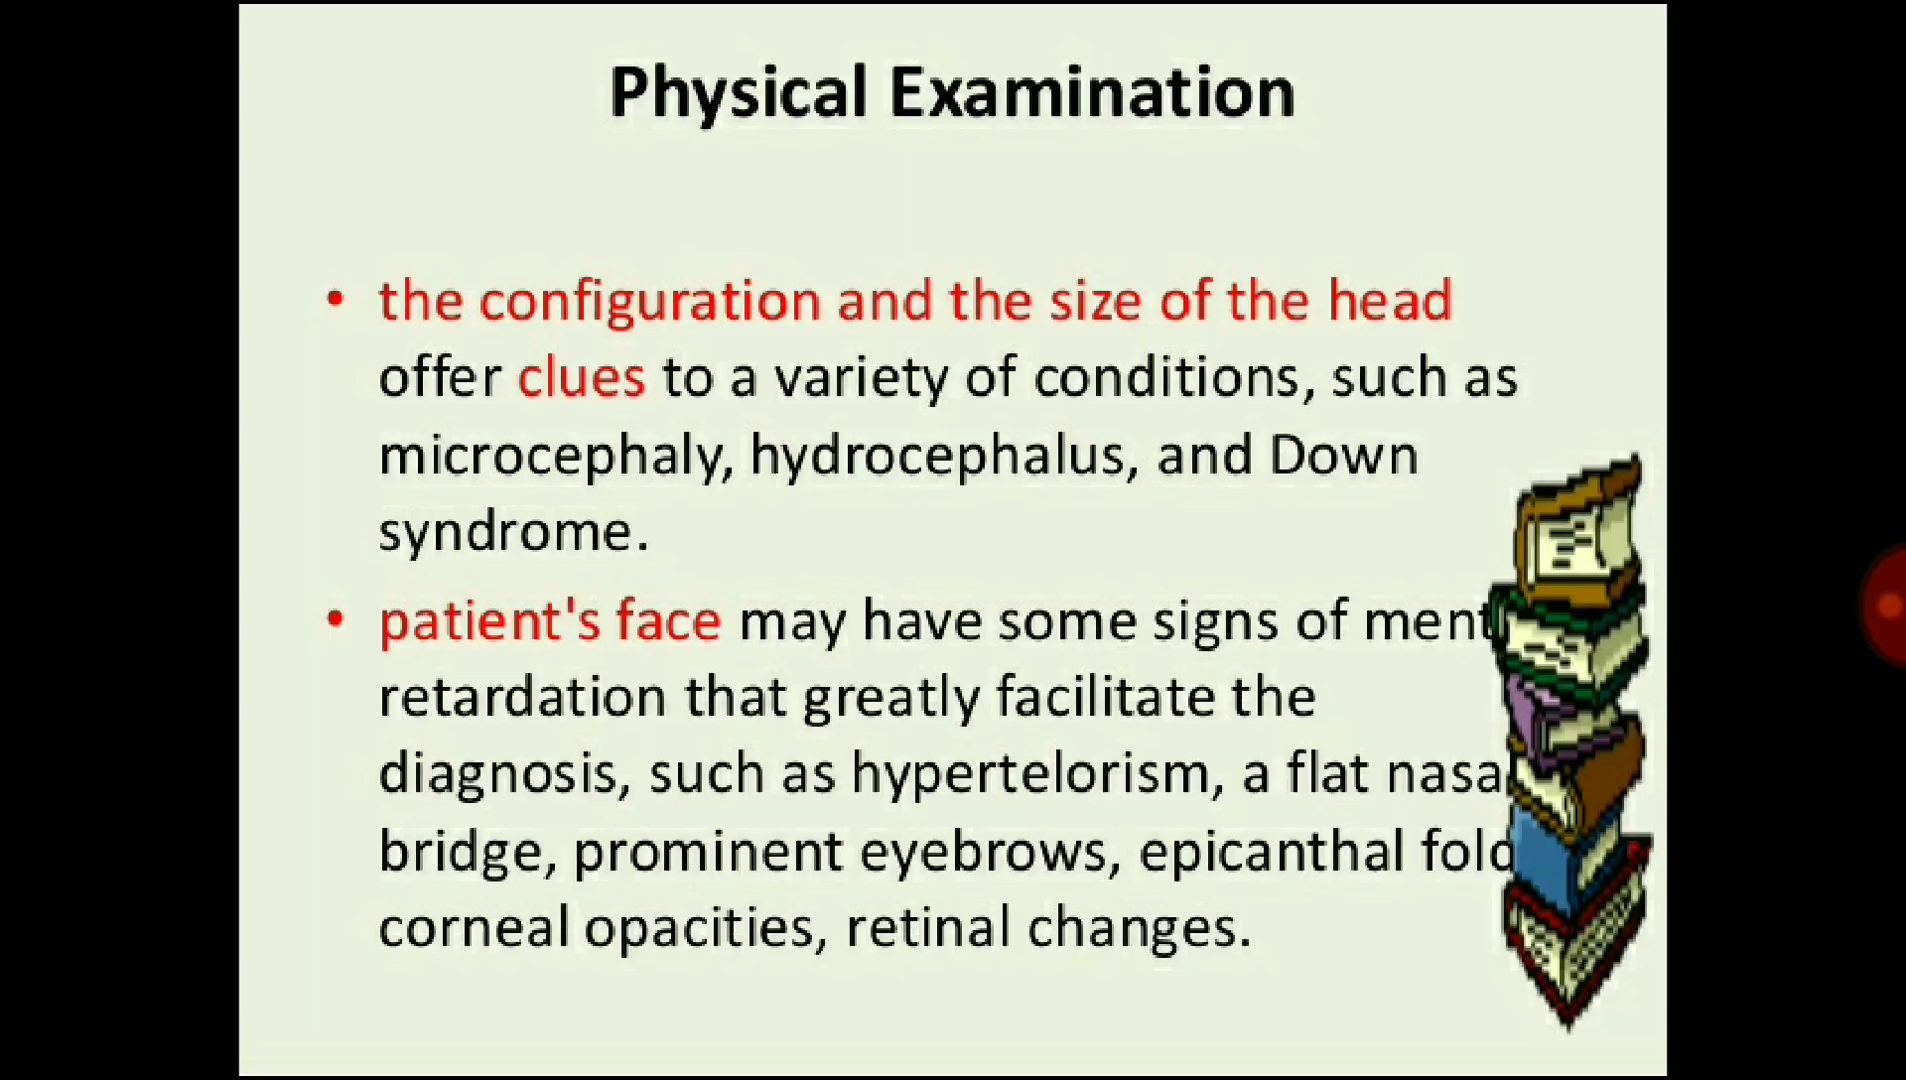 Physical Examination
• the configuration and the size of the head
offer clues to a variety of conditions, such as
microcephaly, hydrocephalus, and Down
syndrome.
• patient's face may have some signs of ment
retardation that greatly facilitate the
diagnosis, such as hypertelorism, a flat nasa
bridge, prominent eyebrows, epicanthal fold
corneal opacities, retinal changes.